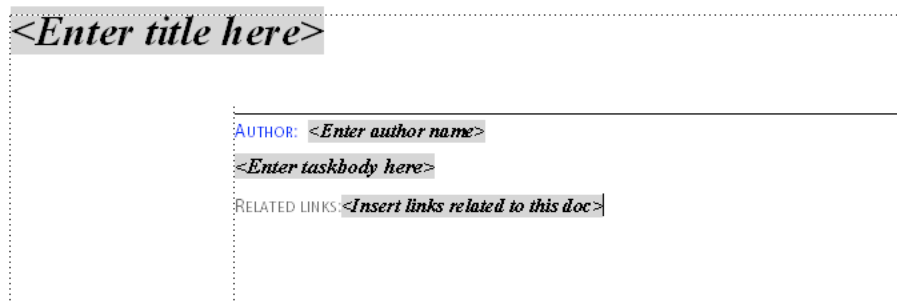 <Enter title here>
AUTHOR: <Enter author name>
<Enter taskbody here>
RELATED LINKS:<Insert links related to this doc>